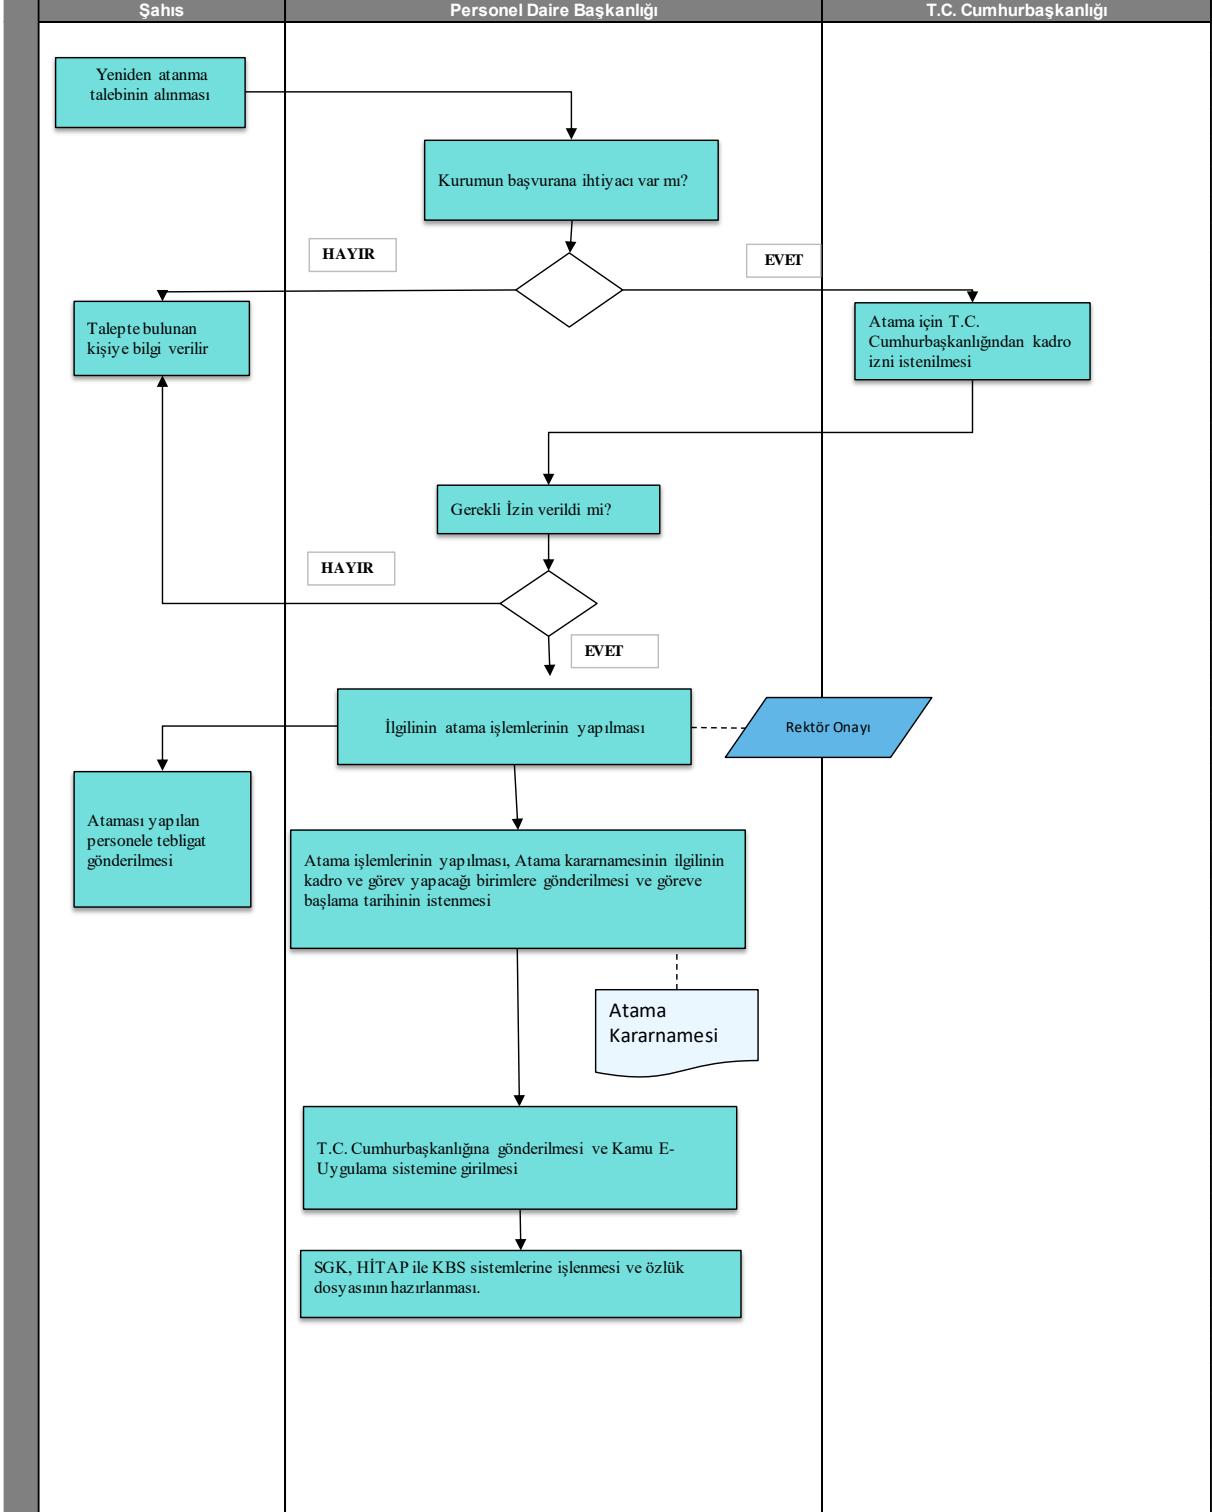 Şahıs
Personel Daire Başkanlığı
T.C. Cumhurbaşkanlığı
Yeniden atanma
talebinin alınması
Kurumun başvurana ihtiyacı var mı?
HAYIR
EVET
Talepte bulunan
kişiye bilgi verilir
Atama için T.C.
Cumhurbaşkanlığından kadro
izni istenilmesi
Gerekli İzin verildi mi?
HAYIR
EVET
İlgilinin atama işlemlerinin yapılması
Rektör Onayı
Ataması yapılan
personele tebligat
gönderilmesi
Atama işlemlerinin yapılması, Atama kararnamesinin ilgilinin
kadro ve görev yapacağı birimlere gönderilmesi ve göreve
başlama tarihinin istenmesi
Atama
Kararnamesi
T.C. Cumhurbaşkanlığına gönderilmesi ve Kamu E-
Uygulama sistemine girilmesi
SGK, HİTAP ile KBS sistemlerine işlenmesi ve özlük
dosyasının hazırlanması.